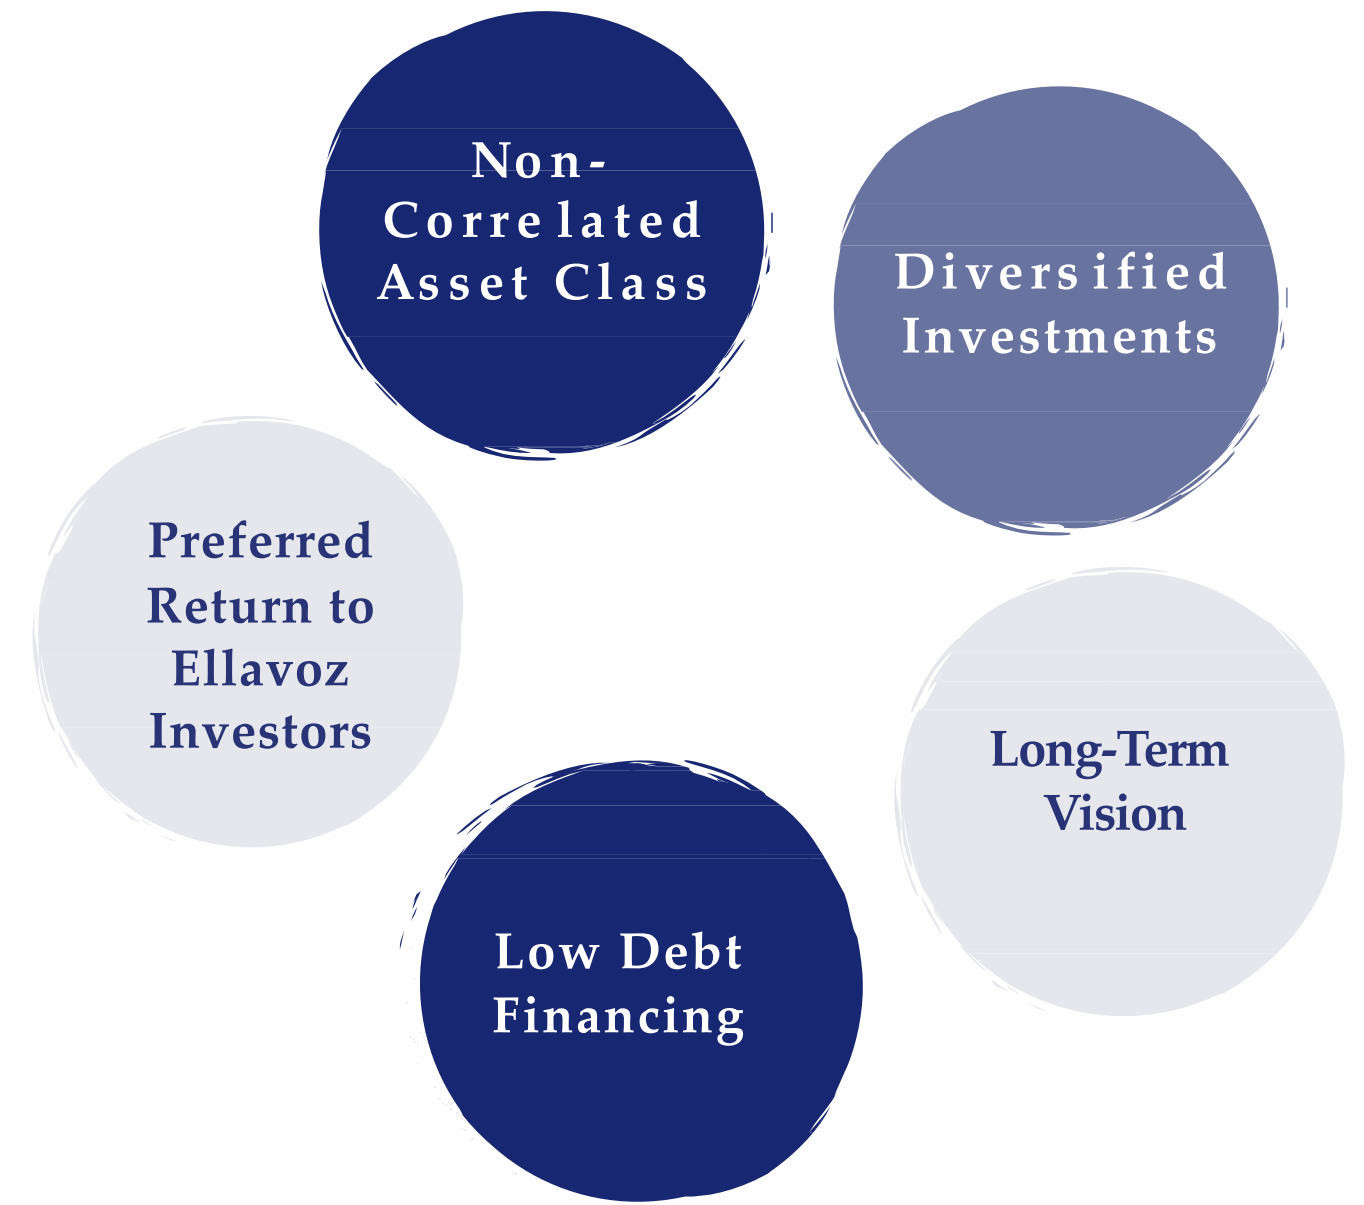 Non-
Correlated
Asset Class
Diversified
Investments
Preferred
Return to
Ellavoz
Investors
Long-Term
Vision
Low Debt
Financing